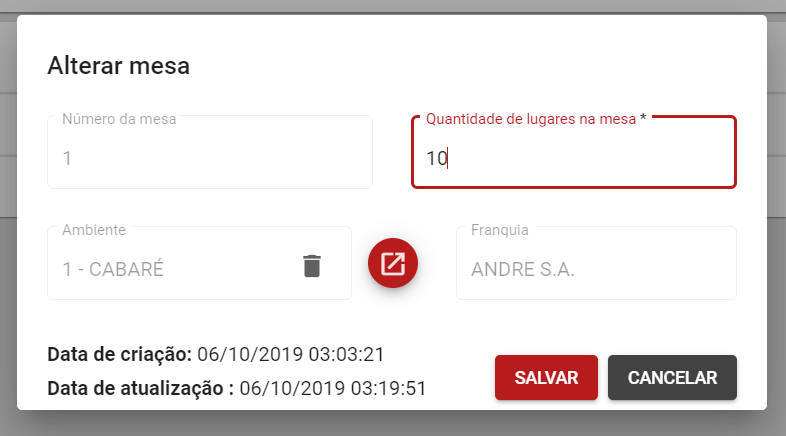 Alterar mesa
Número da mesa
1
Quantidade de lugares na mesa *
10
Ambiente
1 - CABARÉ
Franquia
ANDRE S.A.
Data de criação: 06/10/2019 03:03:21
Data de atualização : 06/10/2019 03:19:51
SALVAR
CANCELAR